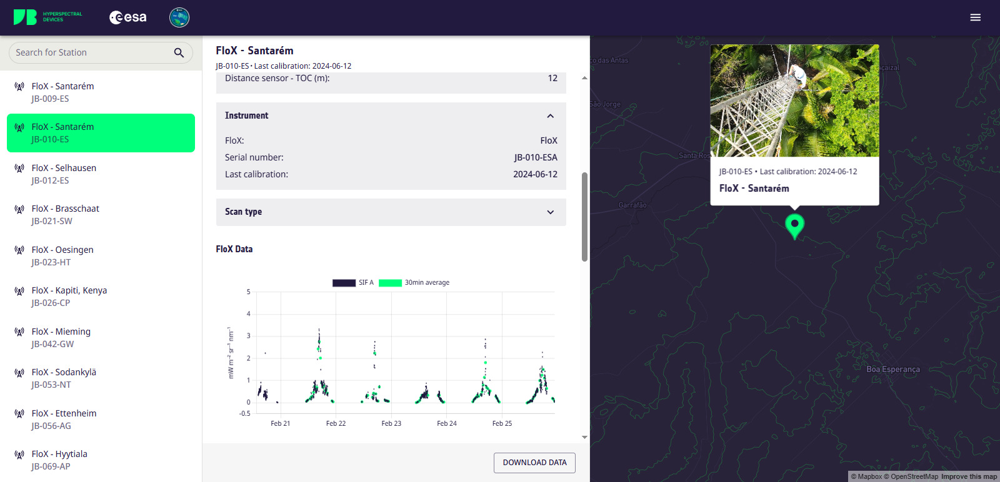 HYPERSPECTRAL
DEVICES
esa
Search for Station
FloX - Santarém
JB-009-ES
FloX - Santarém
JB-010-ES
FloX - Selhausen
JB-012-ES
FloX - Brasschaat
JB-021-SW
FloX - Oesingen
JB-023-HT
FloX - Kapiti, Kenya
JB-026-CP
FloX - Mieming
JB-042-GW
FloX - Sodankylä
JB-053-NT
FloX - Ettenheim
JB-056-AG
FloX - Hyytiala
JB-069-AP
FloX - Santarém
JB-010-ES • Last calibration: 2024-06-12
Distance sensor - TOC (m): 12
Instrument
FloX: FloX
Serial number: JB-010-ESA
Last calibration: 2024-06-12
Scan type
FloX Data
SIF A 30min average
mW m⁻² sr⁻¹ nm⁻¹
5
4
3
2
1
0
-0.5
Feb 21 Feb 22 Feb 23 Feb 24 Feb 25
DOWNLOAD DATA
ço das Antas
Açaizal
São Jorge
Santa Ros
JB-010-ES • Last calibration: 2024-06-12
FloX - Santarém
Garrafão
Boa Esperança
© Mapbox © OpenStreetMap Improve this map